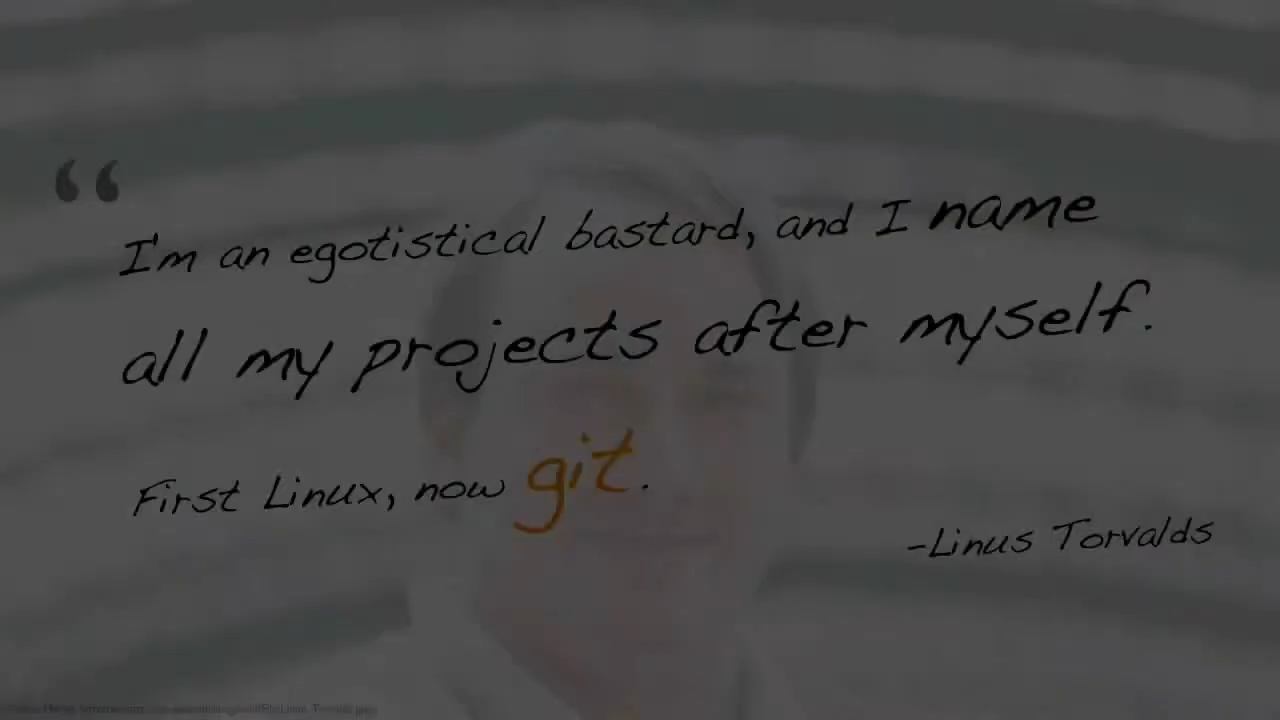 “
I'm an egotistical bastard, and I name
all my projects after myself.
First Linux, now git.
-Linus Torvalds